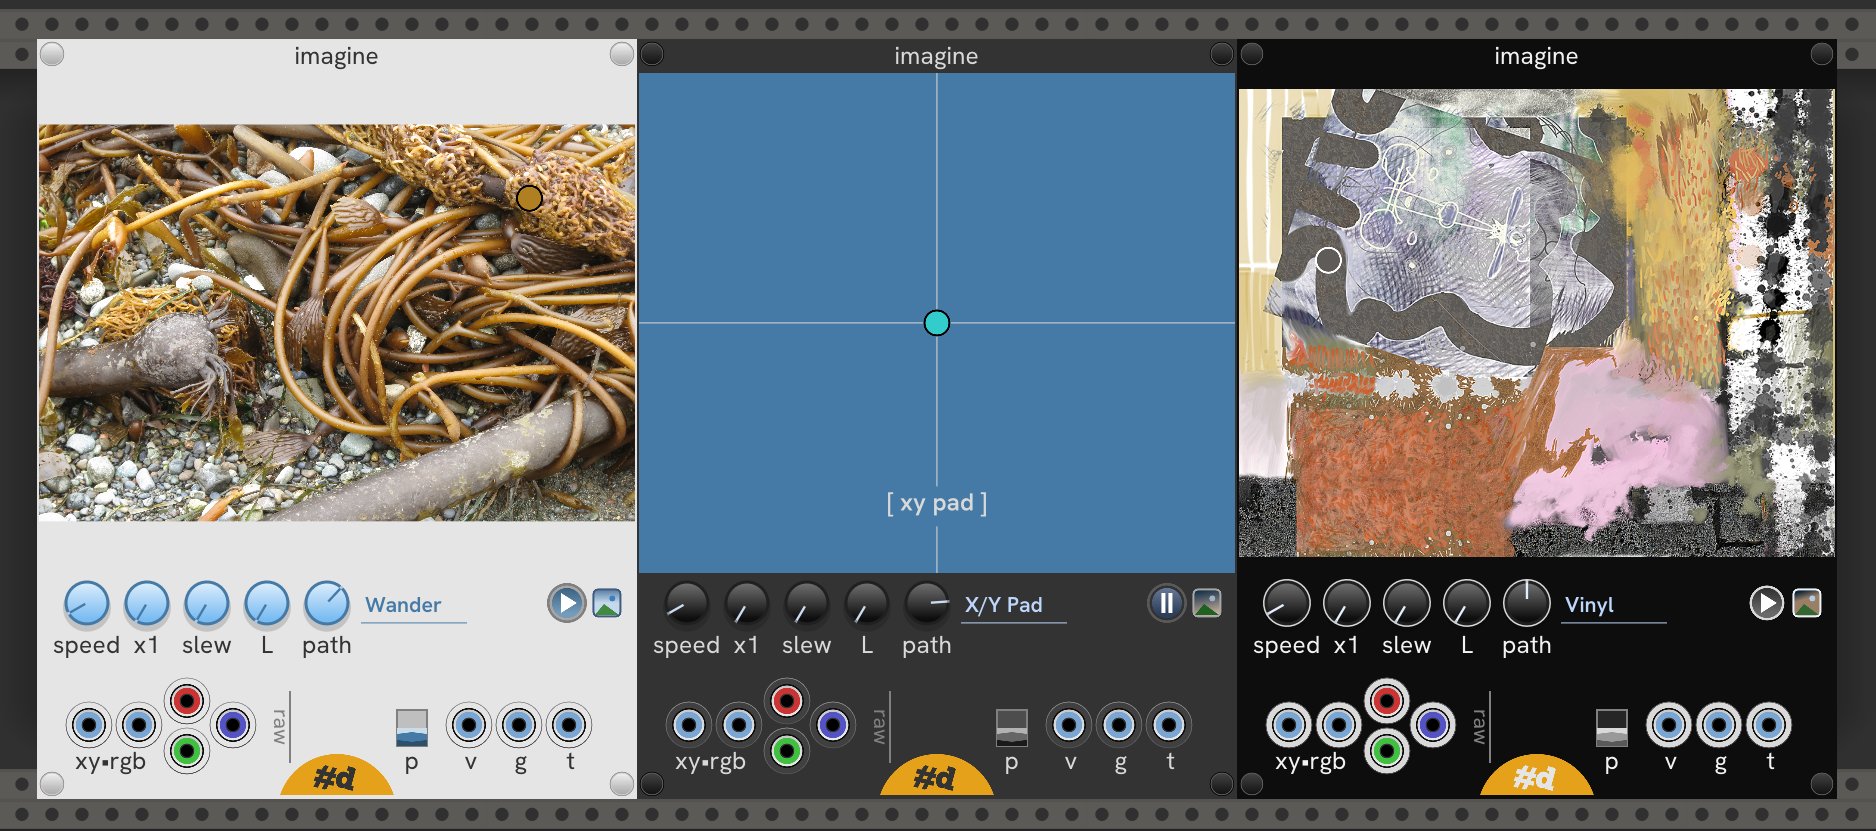 imagine
Wander
speed x1 slew L path
raw
xy▪rgb
p v g t
#d
imagine
[ xy pad ]
X/Y Pad
speed x1 slew L path
raw
xy▪rgb
p v g t
#d
imagine
Vinyl
speed x1 slew L path
raw
xy▪rgb
p v g t
#d